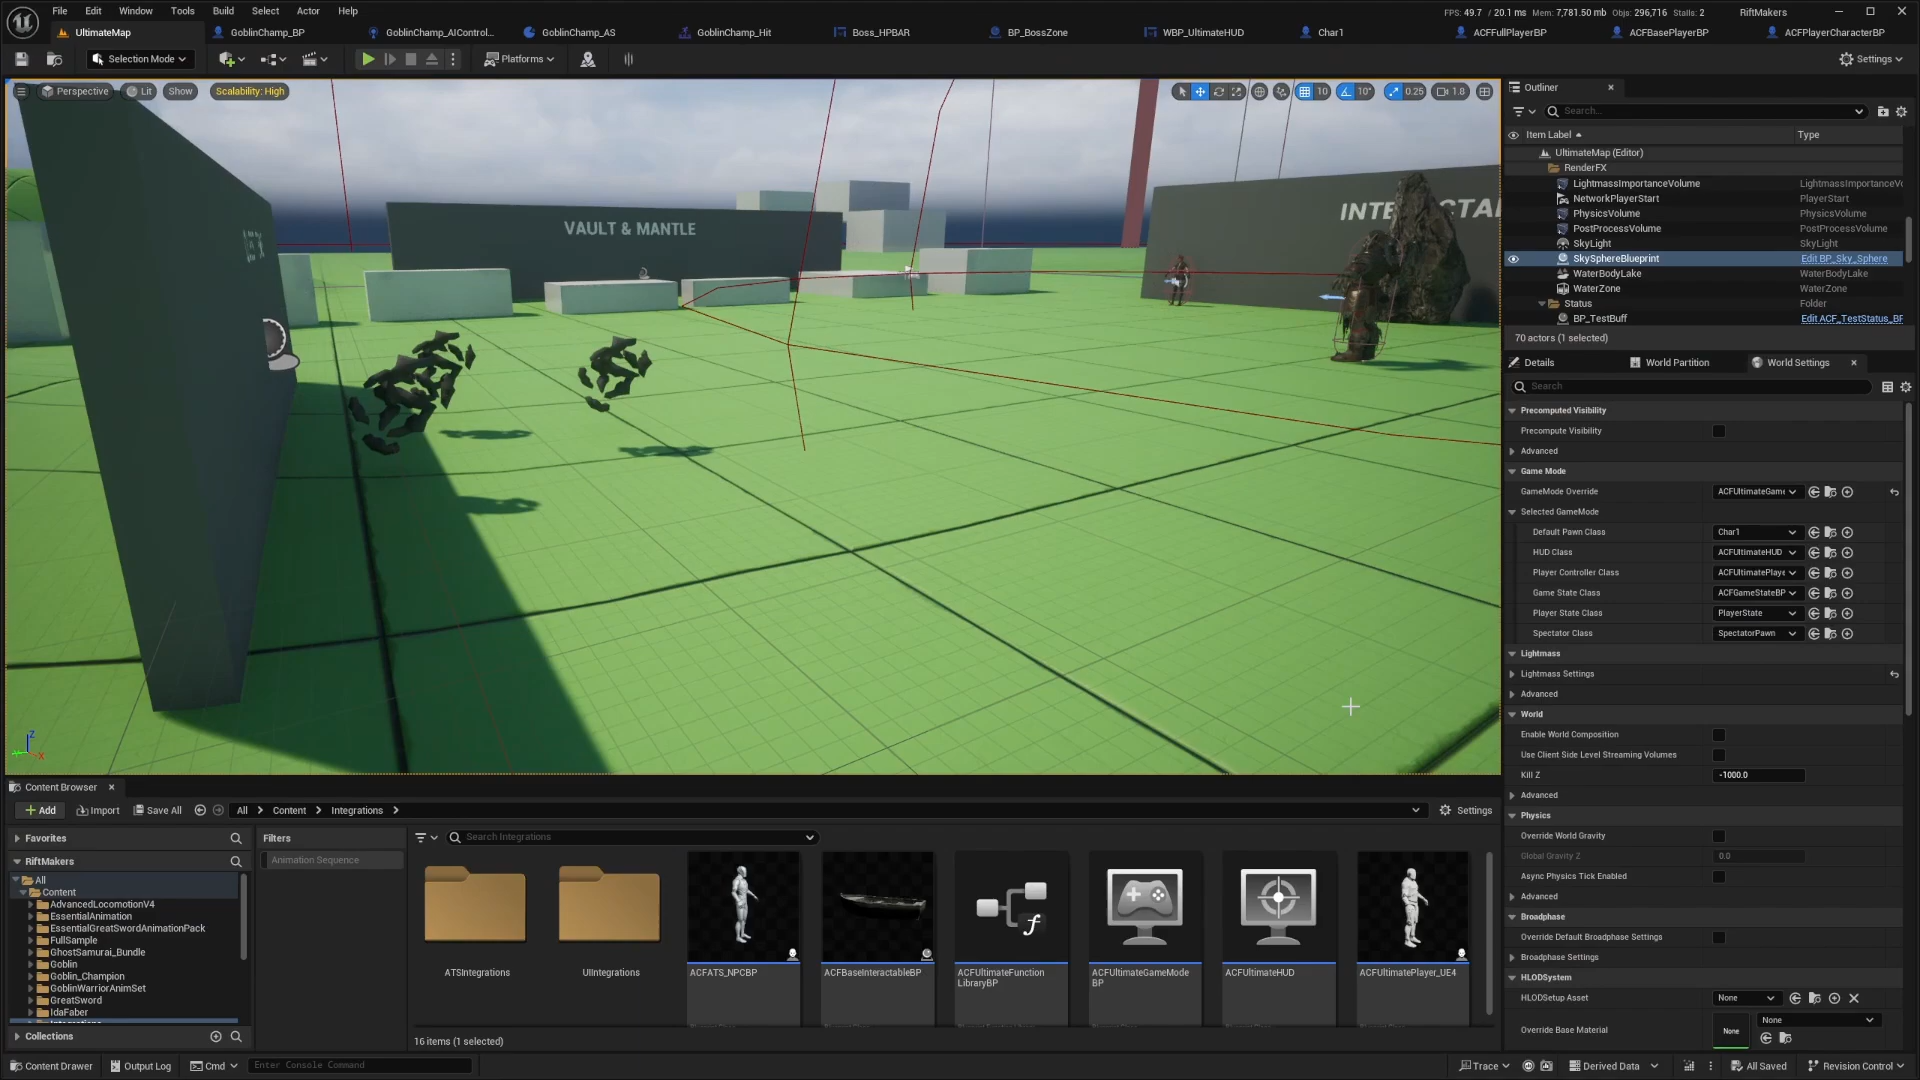 File Edit Window Tools Build Select Actor Help
FPS: 49.7 / 20.1 ms Mem: 7,781.50 mb Objs: 296,716 Stalls: 2 RiftMakers
UltimateMap GoblinChamp_BP GoblinChamp_AIControl... GoblinChamp_AS GoblinChamp_Hit Boss_HPBAR BP_BossZone WBP_UltimateHUD Char1 ACFFullPlayerBP ACFBasePlayerBP ACFPlayerCharacterBP
Selection Mode Platforms Settings
Perspective Lit Show Scalability: High 10 10° 0.25 1.8
VAULT & MANTLE
Z
X
Outliner
Search...
Item Label Type
UltimateMap (Editor)
RenderFX
LightmassImportanceVolume LightmassImportanceVo
NetworkPlayerStart PlayerStart
PhysicsVolume PhysicsVolume
PostProcessVolume PostProcessVolume
SkyLight SkyLight
SkySphereBlueprint Edit BP_Sky_Sphere
WaterBodyLake WaterBodyLake
WaterZone WaterZone
Status Folder
BP_TestBuff Edit ACF_TestStatus_BP
70 actors (1 selected)
Details World Partition World Settings
Search
Precomputed Visibility
Precompute Visibility
Advanced
Game Mode
GameMode Override ACFUltimateGame
Selected GameMode
Default Pawn Class Char1
HUD Class ACFUltimateHUD
Player Controller Class ACFUltimatePlaye
Game State Class ACFGameStateBP
Player State Class PlayerState
Spectator Class SpectatorPawn
Lightmass
Lightmass Settings
Advanced
World
Enable World Composition
Use Client Side Level Streaming Volumes
Kill Z -1000.0
Advanced
Physics
Override World Gravity
Global Gravity Z 0.0
Async Physics Tick Enabled
Advanced
Broadphase
Override Default Broadphase Settings
Broadphase Settings
HLODSystem
HLODSetup Asset None
Override Base Material None None
Content Browser
Add Import Save All All Content Integrations Settings
Favorites
RiftMakers
All
Content
AdvancedLocomotionV4
EssentialAnimation
EssentialGreatSwordAnimationPack
FullSample
GhostSamurai_Bundle
Goblin
Goblin_Champion
GoblinWarriorAnimSet
GreatSword
IdaFaber
Collections
Filters
Animation Sequence
Search Integrations
ATSIntegrations
UIIntegrations
ACFATS_NPCBP
ACFBaseInteractableBP
ACFUltimateFunction
LibraryBP
ACFUltimateGameMode
BP
ACFUltimateHUD
ACFUltimatePlayer_UE4
16 items (1 selected)
Content Drawer Output Log Cmd Enter Console Command Trace Derived Data All Saved Revision Control